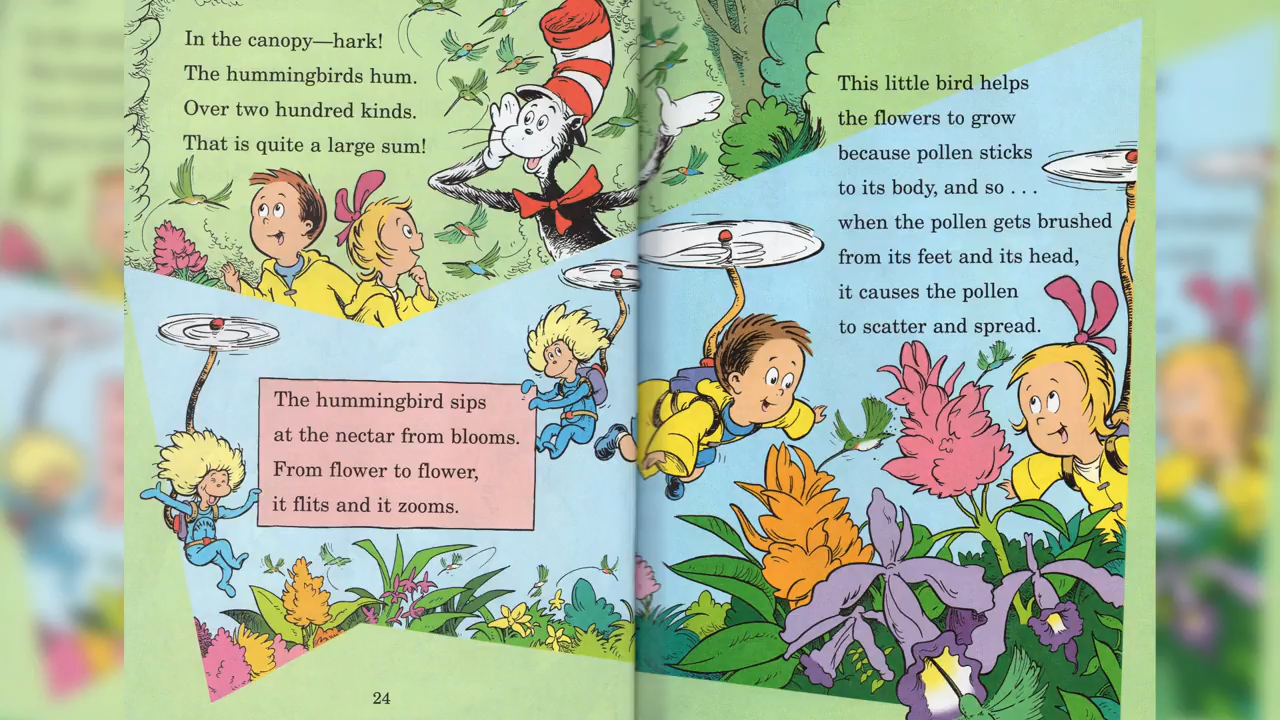 In the canopy—hark!
The hummingbirds hum.
Over two hundred kinds.
That is quite a large sum!
The hummingbird sips
at the nectar from blooms.
From flower to flower,
it flits and it zooms.
24
This little bird helps
the flowers to grow
because pollen sticks
to its body, and so . . .
when the pollen gets brushed
from its feet and its head,
it causes the pollen
to scatter and spread.